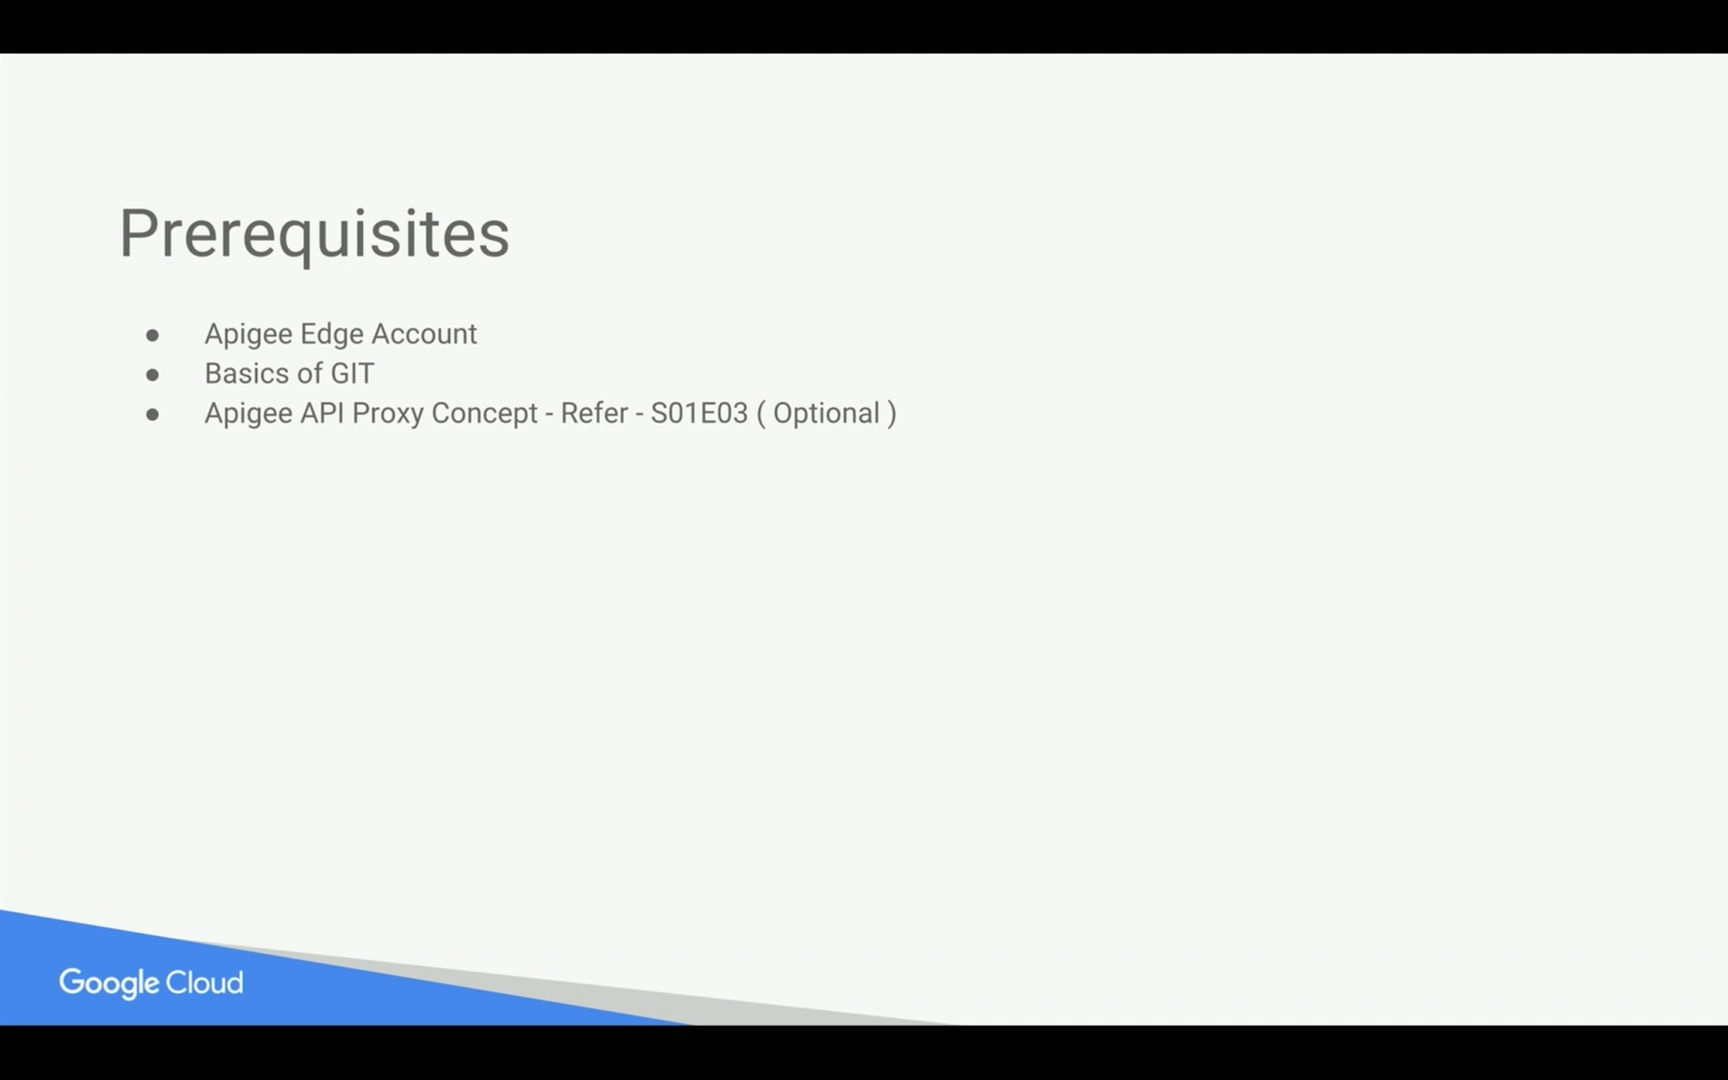 Prerequisites
● Apigee Edge Account
● Basics of GIT
● Apigee API Proxy Concept - Refer - S01E03 ( Optional )
Google Cloud